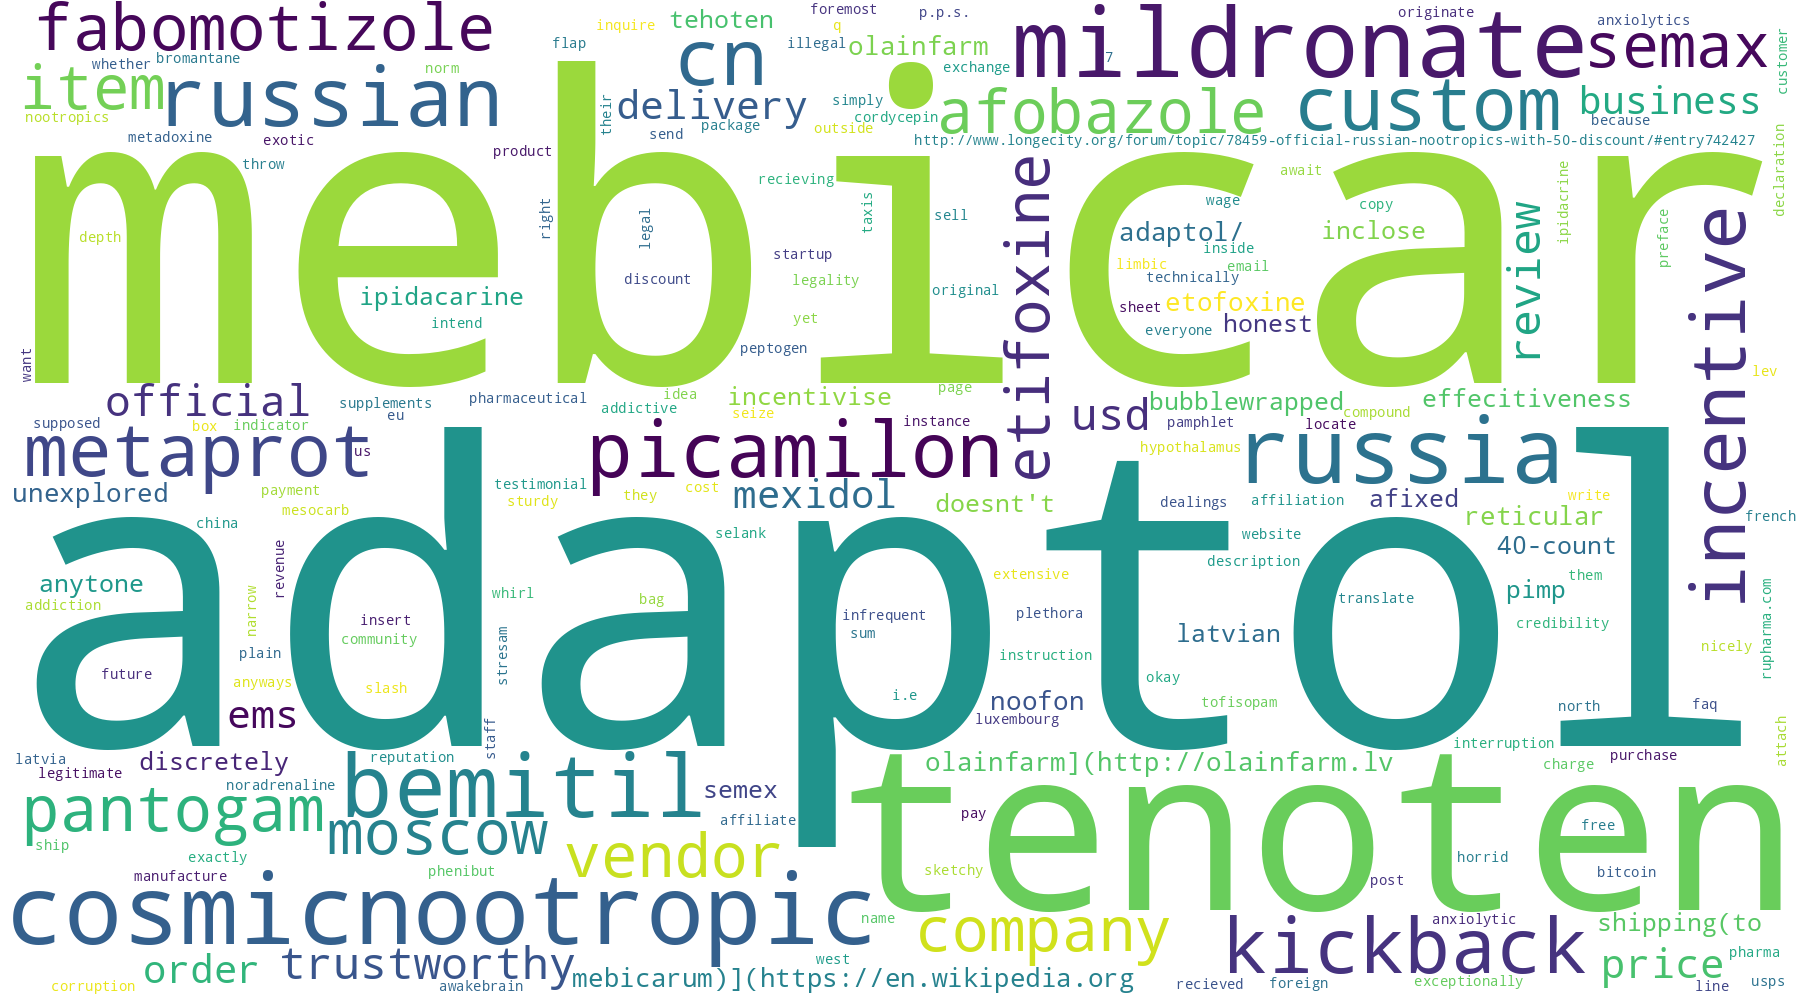 fabomotizole
tehoten
foremost
p.p.s.
originate
inquire
q
mildronate
anxiolytics
semax
customer
whether
bromantane
flap
cn
illegal
olainfarm
exchange
7
item
russian
norm
delivery
simply
afobazole
custom
business
nootropics
their
cordycepin
because
metadoxine
exotic
send
package
outside
http://www.longecity.org/forum/topic/78459-official-russian-nootropics-with-50-discount/#entry742427
product
throw
mebicar
recieving
await
declaration
etifoxine
ipidacrine
right
legal
taxis
sell
wage
copy
adaptol/
inclose
review
preface
incentive
startup
inside
limbic
email
technically
discount
legality
original
ipidacarine
etofoxine
sheet
intend
yet
everyone
honest
peptogen
want
lev
official
supplements
pharmaceutical
idea
incentivise
page
bubblewrapped
effecitiveness
eu
addictive
seize
compound
supposed
box
indicator
instance
usd
pamphlet
locate
metaprot
us
picamilon
hypothalamus
russia
unexplored
payment
testimonial
they
cost
mexidol
doesnt't
dealings
affiliation
afixed
write
mesocarb
sturdy
reticular
french
china
selank
website
40-count
adaptol
revenue
description
anytone
extensive
them
pimp
addiction
narrow
whirl
bag
translate
rupharma.com
insert
infrequent
plethora
credibility
community
sum
latvian
plain
stresam
instruction
nicely
future
anyways
slash
okay
i.e
noofon
tofisopam
north
faq
ems
luxembourg
staff
attach
interruption
latvia
discretely
reputation
olainfarm](http://olainfarm.lv
charge
purchase
legitimate
noradrenaline
bemitil
semex
tenoten
pantogam
moscow
affiliate
pay
free
ship
exactly
vendor
horrid
manufacture
phenibut
sketchy
bitcoin
post
cosmicnootropic
name
company
anxiolytic
shipping(to
kickback
order
trustworthy
west
price
pharma
corruption
awakebrain
mebicarum)](https://en.wikipedia.org
recieved
foreign
exceptionally
line
usps
depth